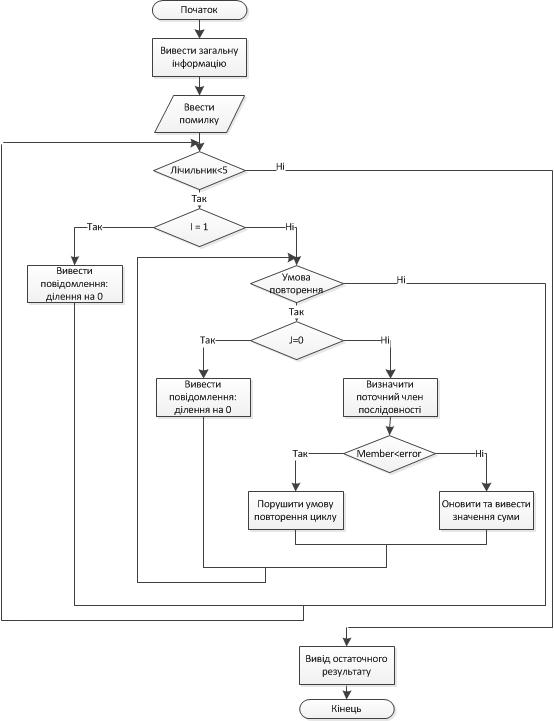 Початок
Вивести загальну
інформацію
Ввести
помилку
Лічильник<5
Ні
Так
I = 1
Так
Ні
Вивести
повідомлення:
ділення на 0
Умова
повторення
Ні
Так
J=0
Так
Ні
Вивести
повідомлення:
ділення на 0
Визначити
поточний член
послідовності
Member<error
Так
Ні
Порушити умову
повторення циклу
Оновити та вивести
значення суми
Вивід остаточного
результату
Кінець